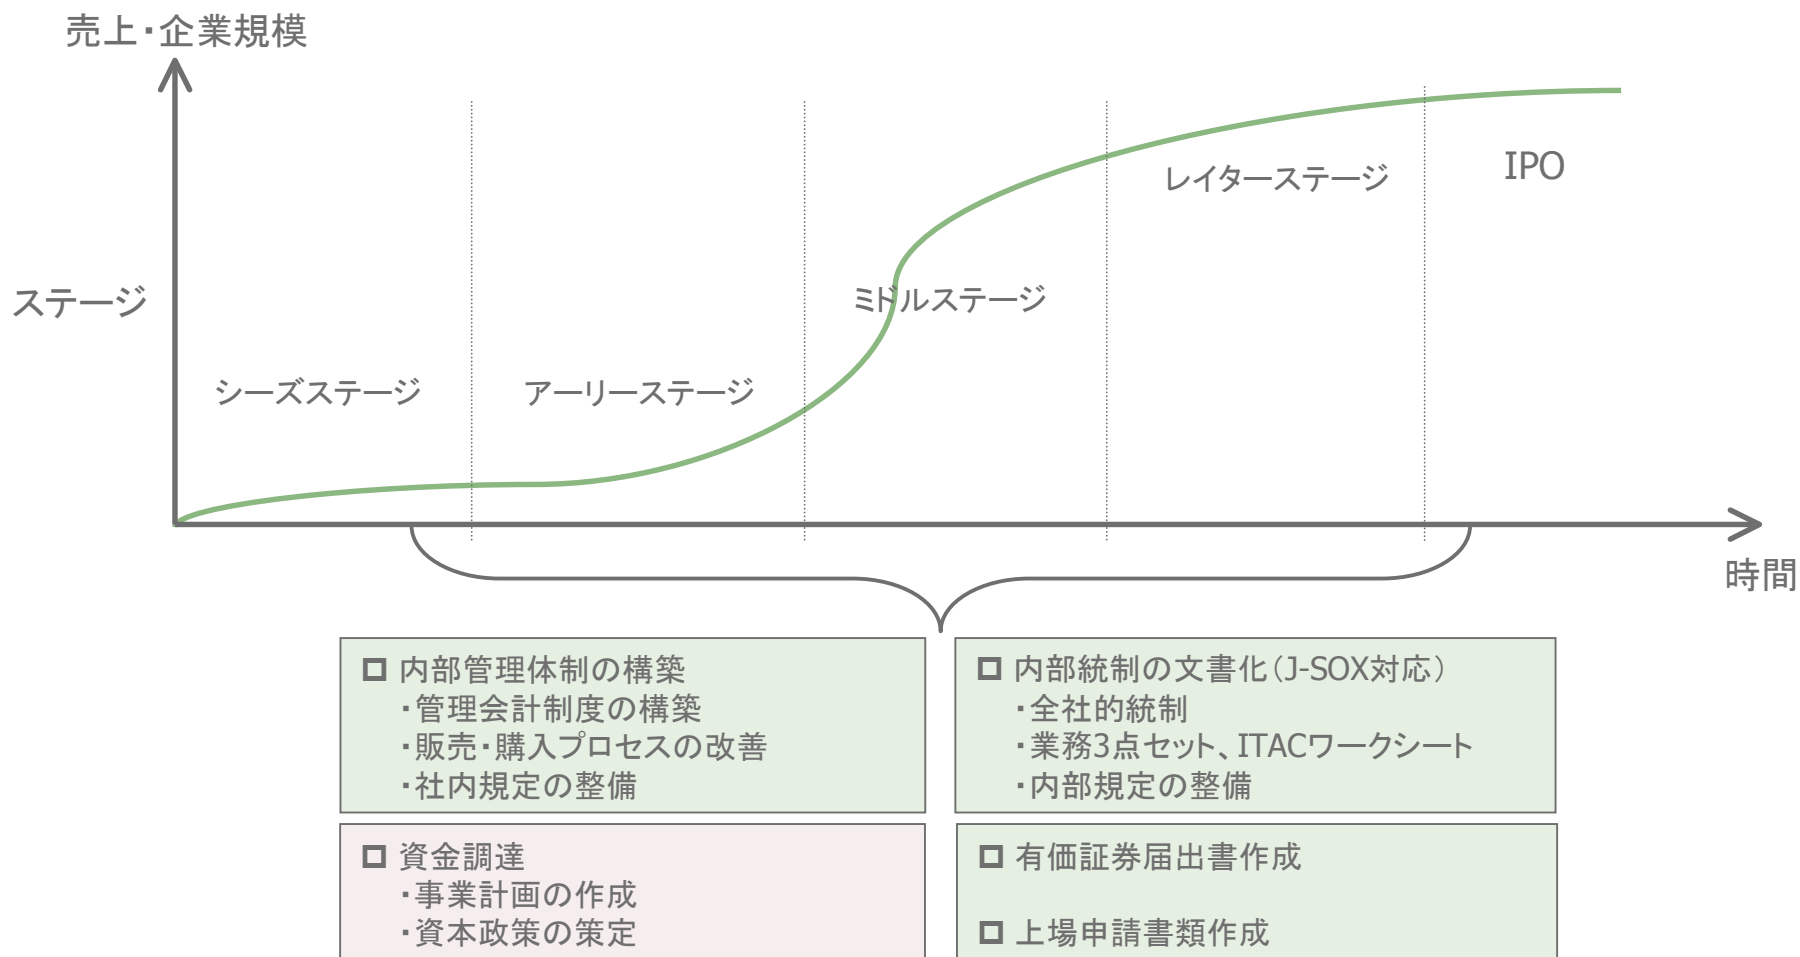 売上・企業規模
IPO
レイターステージ
ステージ
ミドルステージ
シーズステージ
アーリーステージ
時間
内部管理体制の構築
・管理会計制度の構築
・販売・購入プロセスの改善
・社内規定の整備
内部統制の文書化（J-SOX対応）
・全社的統制
・業務3点セット、ITACワークシート
・内部規定の整備
資金調達
・事業計画の作成
・資本政策の策定
有価証券届出書作成
上場申請書類作成